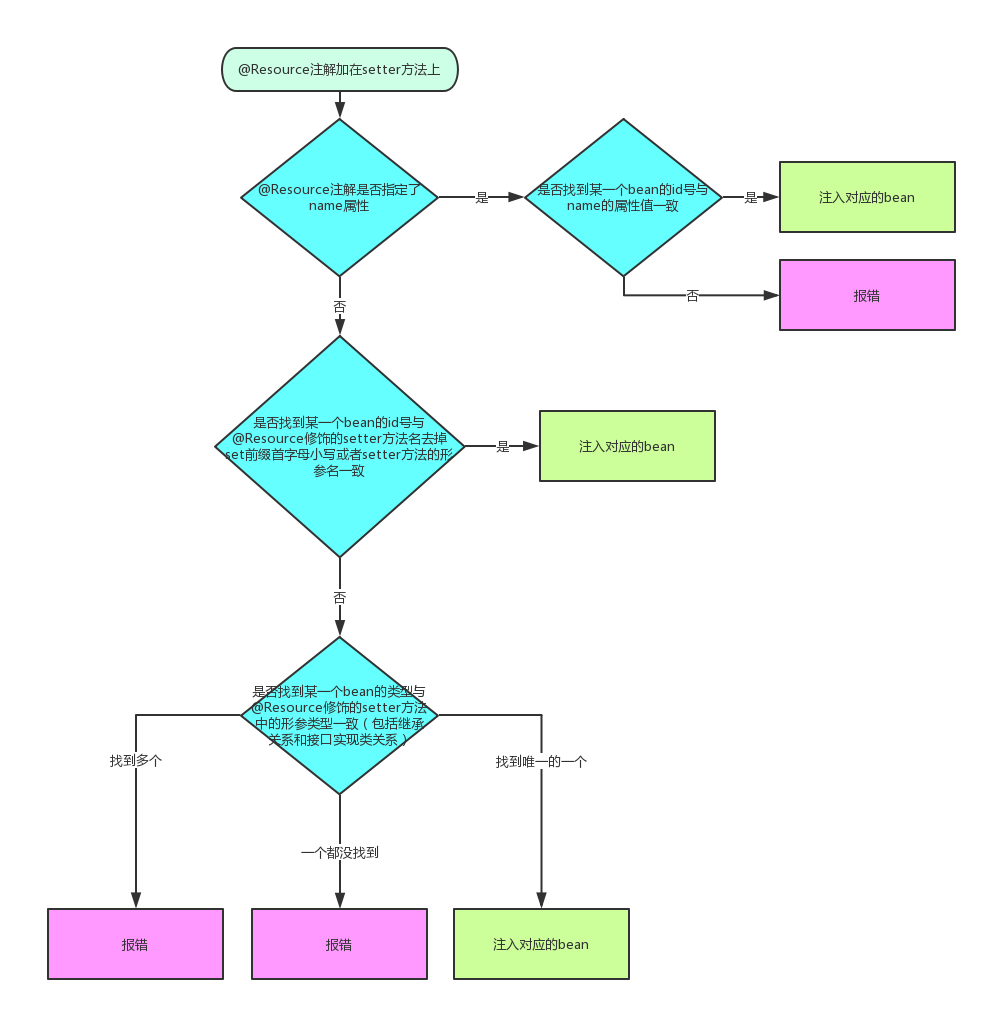 @Resource注解加在setter方法上
@Resource注解是否指定了
name属性
是
是否找到某一个bean的id号与
name的属性值一致
是
注入对应的bean
否
报错
否
是否找到某一个bean的id号与
@Resource修饰的setter方法名去掉
set前缀首字母小写或者setter方法的形
参名一致
是
注入对应的bean
否
是否找到某一个bean的类型与
@Resource修饰的setter方法
中的形参类型一致（包括继承
关系和接口实现类关系）
找到多个
找到唯一的一个
一个都没找到
报错
报错
注入对应的bean